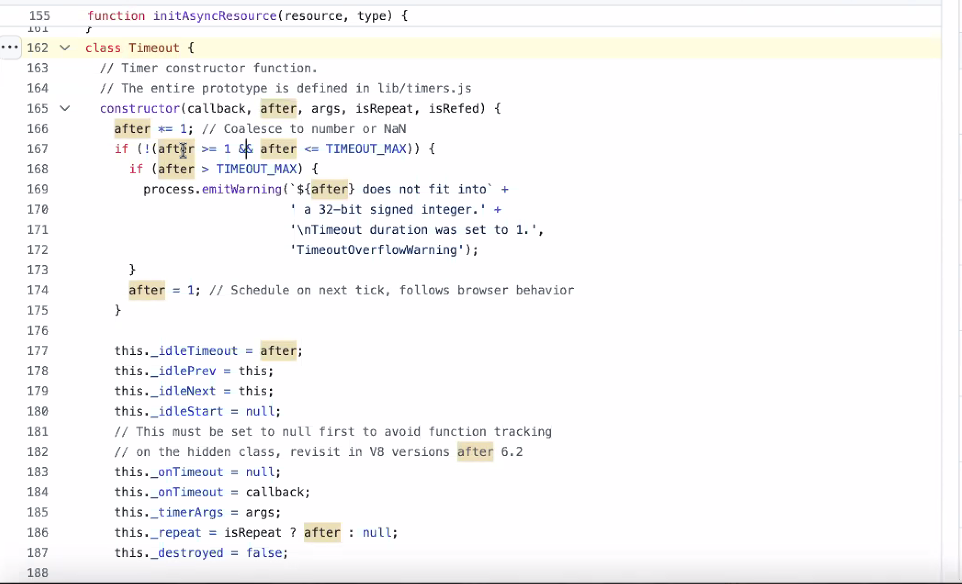 155 function initAsyncResource(resource, type) {
161 }
162 class Timeout {
163 // Timer constructor function.
164 // The entire prototype is defined in lib/timers.js
165 constructor(callback, after, args, isRepeat, isRefed) {
166 after *= 1; // Coalesce to number or NaN
167 if (!(after >= 1 && after <= TIMEOUT_MAX)) {
168 if (after > TIMEOUT_MAX) {
169 process.emitWarning(`${after} does not fit into` +
170 ' a 32-bit signed integer.' +
171 '\nTimeout duration was set to 1.',
172 'TimeoutOverflowWarning');
173 }
174 after = 1; // Schedule on next tick, follows browser behavior
175 }
176
177 this._idleTimeout = after;
178 this._idlePrev = this;
179 this._idleNext = this;
180 this._idleStart = null;
181 // This must be set to null first to avoid function tracking
182 // on the hidden class, revisit in V8 versions after 6.2
183 this._onTimeout = null;
184 this._onTimeout = callback;
185 this._timerArgs = args;
186 this._repeat = isRepeat ? after : null;
187 this._destroyed = false;
188